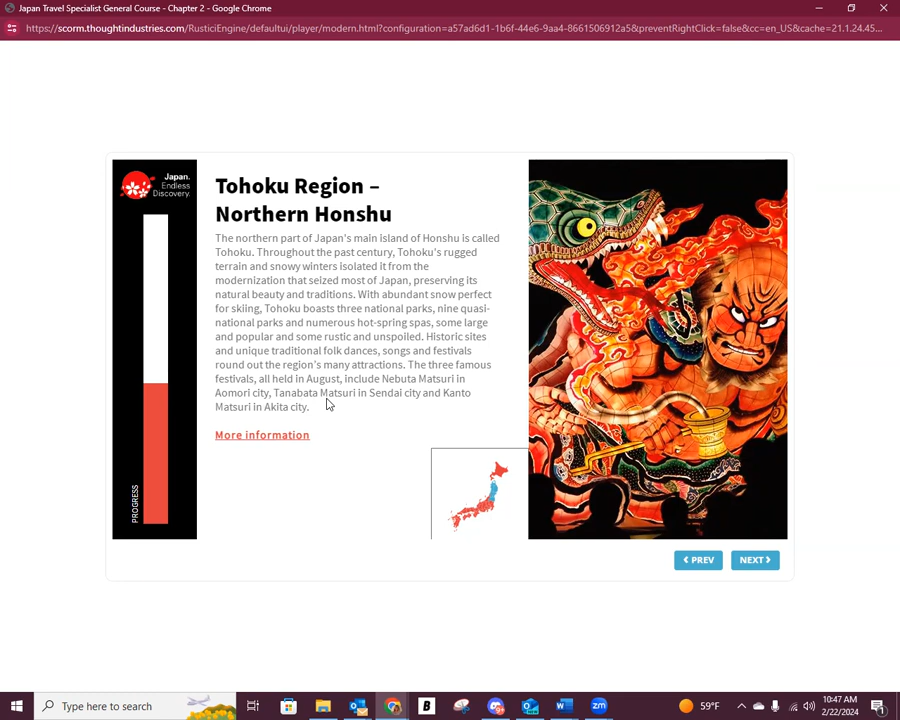 Japan Travel Specialist General Course - Chapter 2 - Google Chrome
https://scorm.thoughtindustries.com/RusticiEngine/defaultui/player/modern.html?configuration=a57ad6d1-1b6f-44e6-9aa4-8661506912a5&preventRightClick=false&cc=en_US&cache=21.1.24.45...
Japan.
Endless
Discovery.
PROGRESS
Tohoku Region –
Northern Honshu
The northern part of Japan's main island of Honshu is called
Tohoku. Throughout the past century, Tohoku's rugged
terrain and snowy winters isolated it from the
modernization that seized most of Japan, preserving its
natural beauty and traditions. With abundant snow perfect
for skiing, Tohoku boasts three national parks, nine quasi-
national parks and numerous hot-spring spas, some large
and popular and some rustic and unspoiled. Historic sites
and unique traditional folk dances, songs and festivals
round out the region's many attractions. The three famous
festivals, all held in August, include Nebuta Matsuri in
Aomori city, Tanabata Matsuri in Sendai city and Kanto
Matsuri in Akita city.
More information
PREV
NEXT
Type here to search
B
59°F
10:47 AM
2/22/2024
1